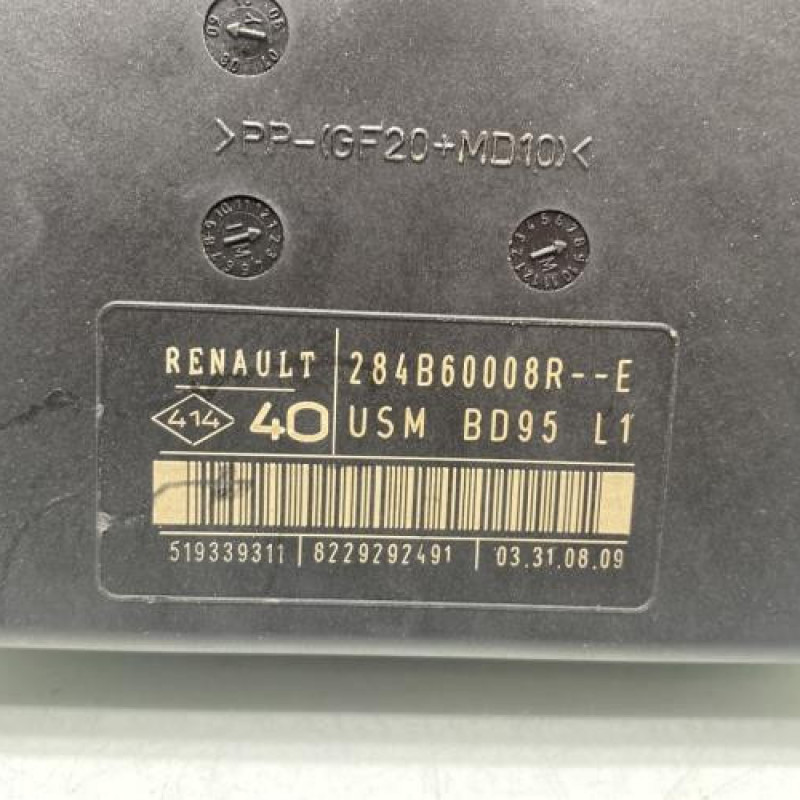 >PP-(GF20+MD10)<
RENAULT 284B60008R--E
414 40 USM BD95 L1
519339311 8229292491 03.31.08.09